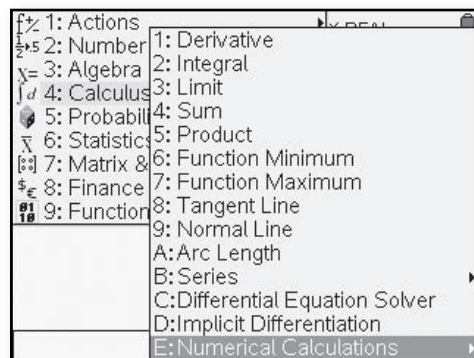 1: Actions
2: Number
3: Algebra
4: Calculus
5: Probabili
6: Statistics
7: Matrix &
8: Finance
9: Function
1: Derivative
2: Integral
3: Limit
4: Sum
5: Product
6: Function Minimum
7: Function Maximum
8: Tangent Line
9: Normal Line
A: Arc Length
B: Series
C: Differential Equation Solver
D: Implicit Differentiation
E: Numerical Calculations